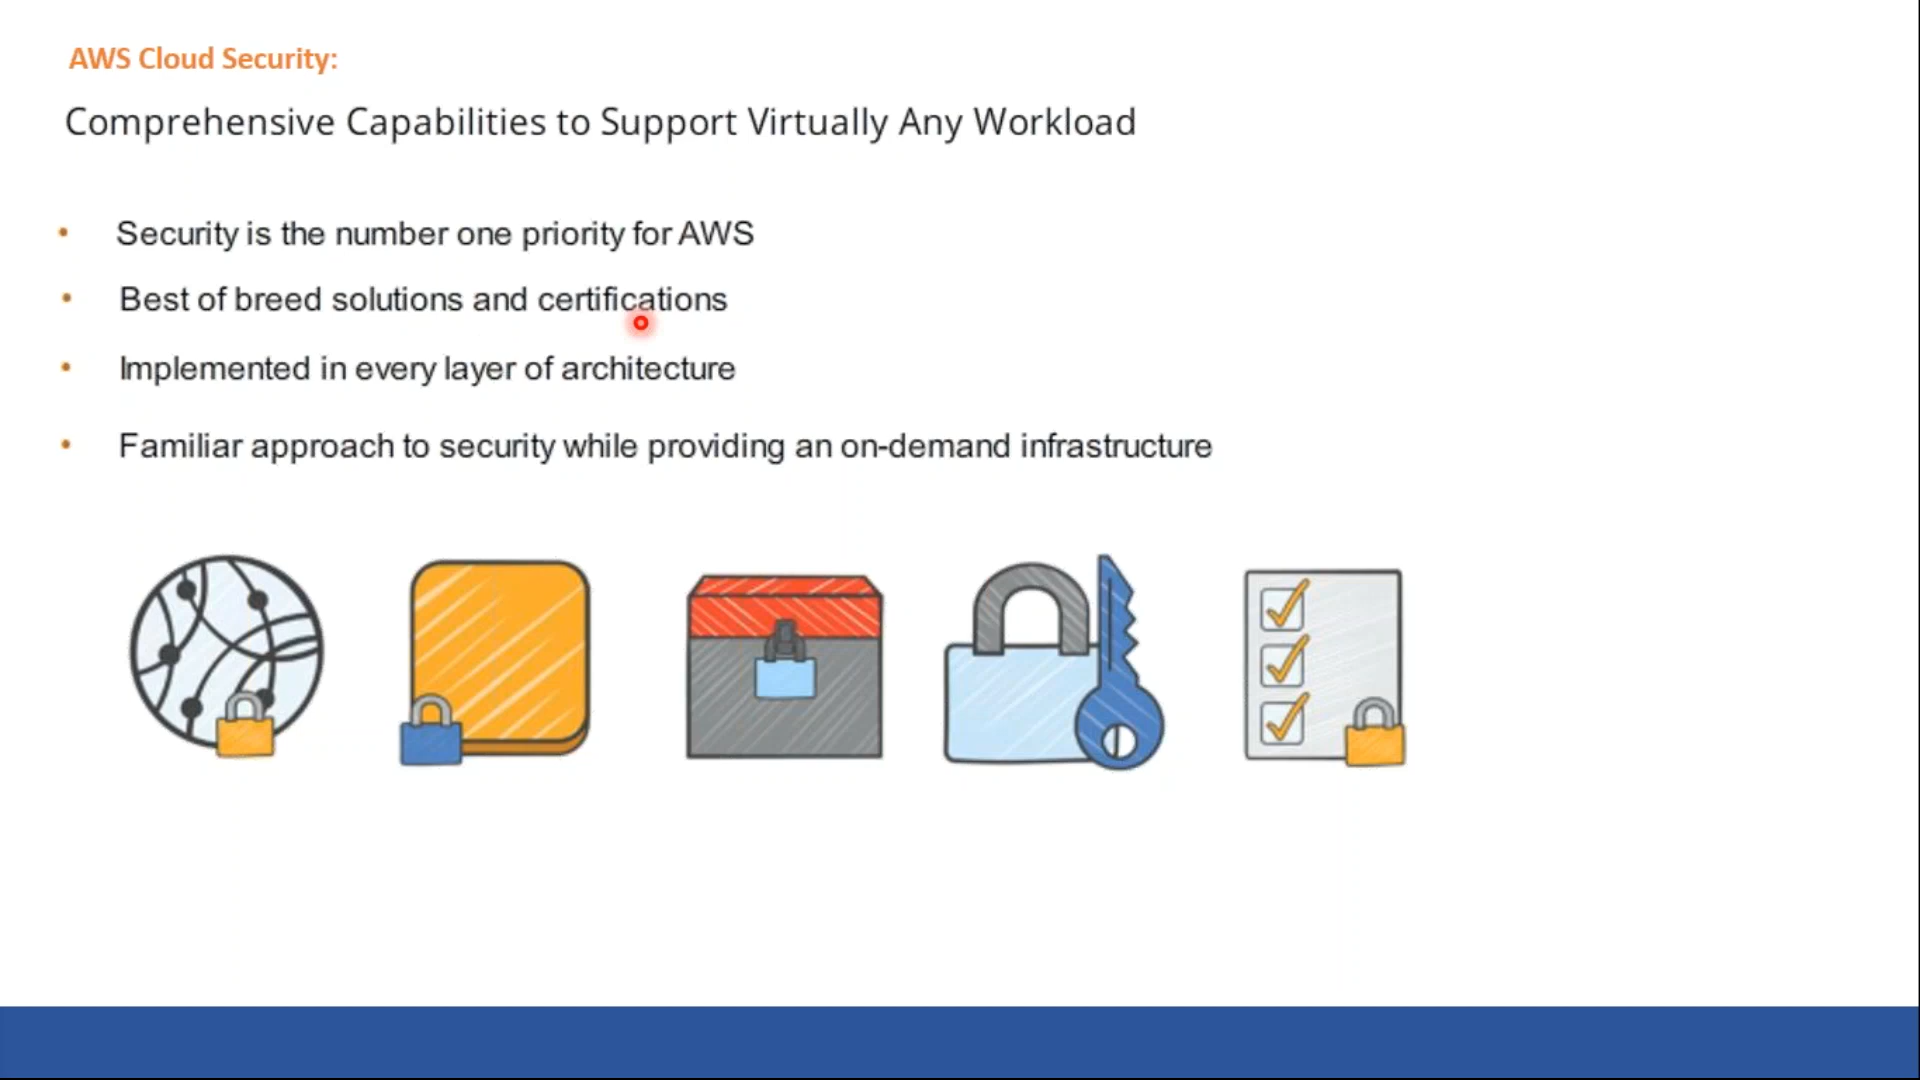 AWS Cloud Security:
Comprehensive Capabilities to Support Virtually Any Workload
• Security is the number one priority for AWS
• Best of breed solutions and certifications
• Implemented in every layer of architecture
• Familiar approach to security while providing an on-demand infrastructure